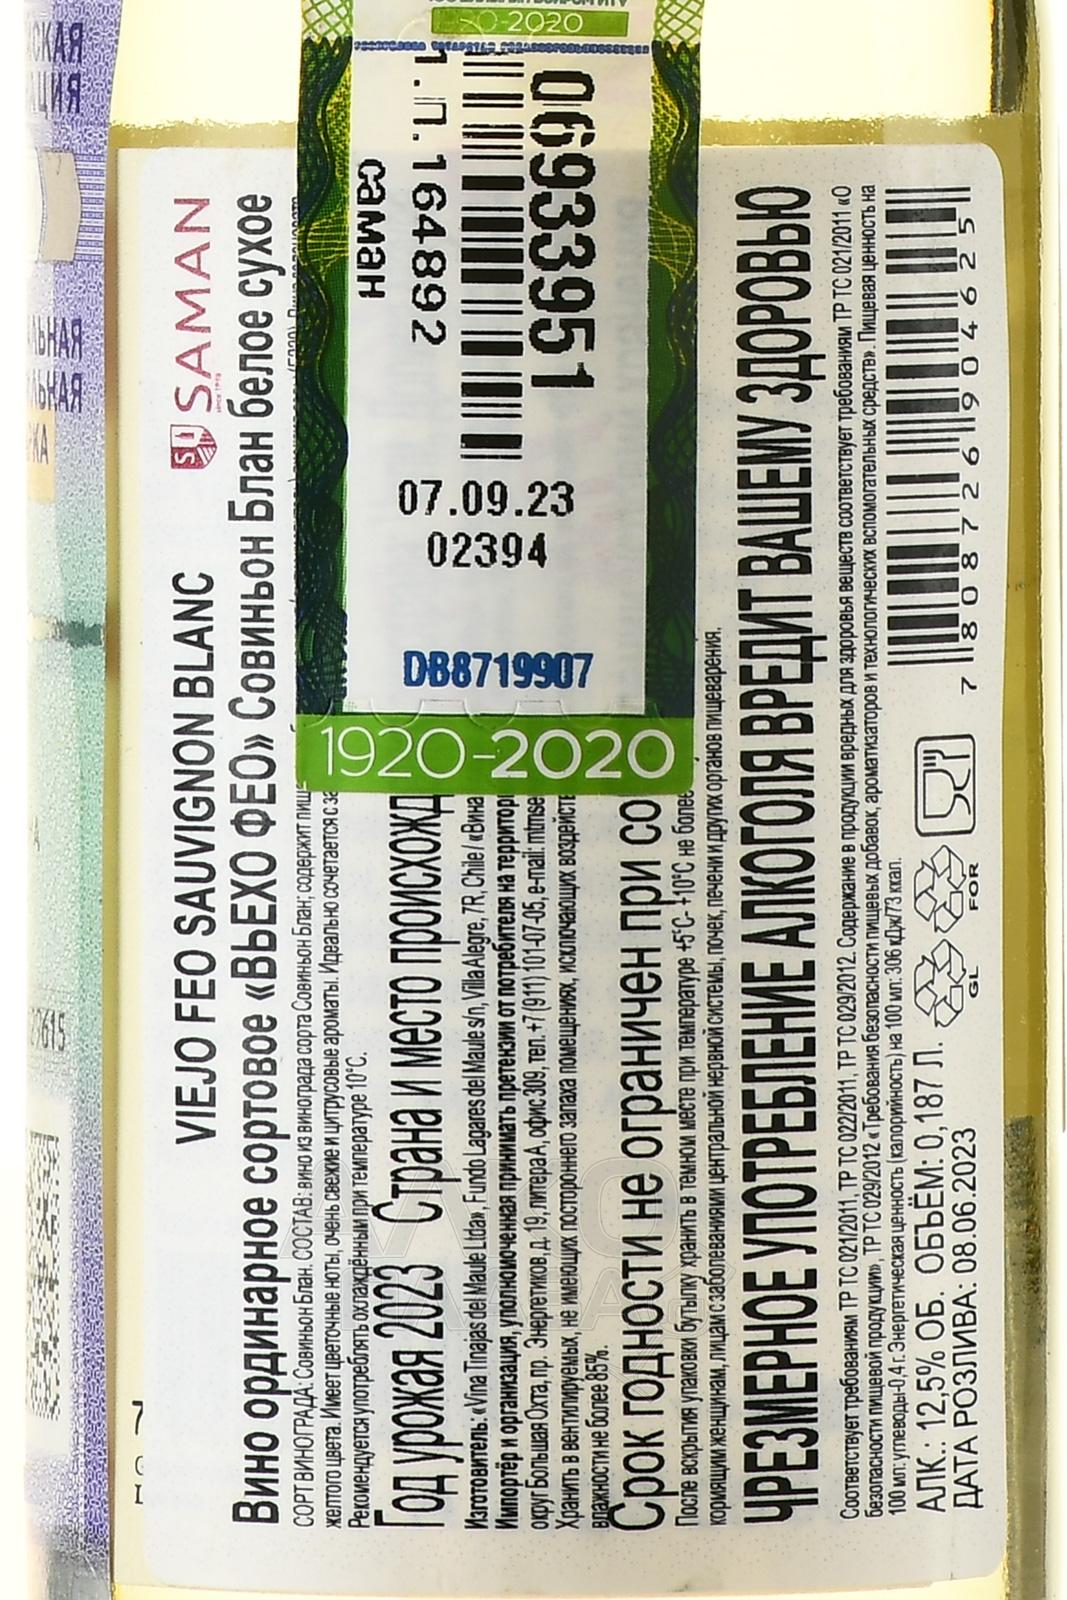 SAMAN
VIEJO FEO SAUVIGNON BLANC
Вино ординарное сортовое «ВЬЕХО ФЕО» Совиньон Блан белое сухое
СОРТ ВИНОГРАДА: Совиньон Блан. СОСТАВ: вино из винограда сорта Совиньон Блан; содержит
желтого цвета. Имеет цветочные ноты, очень свежие и цитрусовые ароматы. Идеально сочетается с
Рекомендуется употреблять охлаждённым при температуре 10°С.
Год урожая 2023 Страна и место
Изготовитель: «Vina Tinajas del Maule Ltda», Fundo Lagares del Maule s/n, Villa Alegre, 7R, Chile / «Вина
Импортёр и организация, уполномоченная принимать претензии от потребителя на
округ Большая Охта, пр. Энергетиков, д. 19, литера А, офис 309, тел. +7 (911) 101-07-05, e-mail:
Хранить в вентилируемых, не имеющих постороннего запаха помещениях, исключающих
влажности не более 85%.
Срок годности не ограничен при
После вскрытия упаковки бутылку хранить в темном месте при температуре +5°С- +10°С не более
кормящим женщинам, лицам с заболеваниями центральной нервной системы, почек, печени и других органов пищеварения.
ЧРЕЗМЕРНОЕ УПОТРЕБЛЕНИЕ АЛКОГОЛЯ ВРЕДИТ ВАШЕМУ ЗДОРОВЬЮ
Соответствует требованиям ТР ТС 021/2011, ТР ТС 022/2011, ТР ТС 029/2012. Содержание в продукции вредных для здоровья веществ соответствует требованиям ТР ТС 021/2011 «О
безопасности пищевой продукции», ТР ТС 029/2012 «Требования безопасности пищевых добавок, ароматизаторов и технологических вспомогательных средств». Пищевая ценность на
100 мл: углеводы-0,4 г. Энергетическая ценность (калорийность) на 100 мл: 306 кДж/73 ккал.
АЛК.: 12,5% ОБ. ОБЪЁМ: 0,187 Л.
ДАТА РОЗЛИВА: 08.06.2023
GL
FOR
7 808726 190462 5
0693395 1
1.П.164892
саман
07.09.23
02394
DB8719907
1920-2020